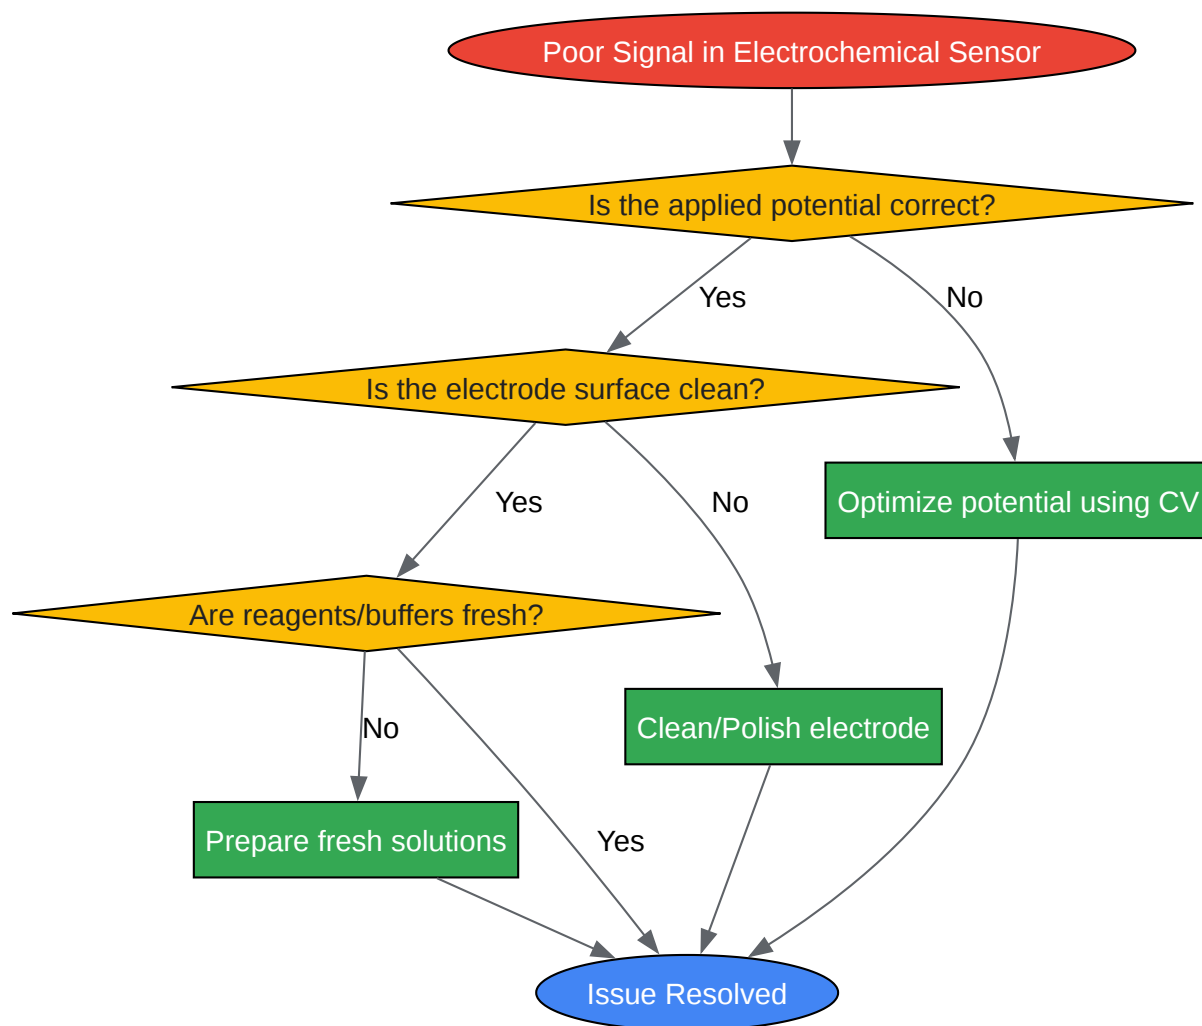 Poor Signal in Electrochemical Sensor
Is the applied potential correct?
Yes
No
Is the electrode surface clean?
Yes
No
Optimize potential using CV
Are reagents/buffers fresh?
No
Clean/Polish electrode
Prepare fresh solutions
Yes
Issue Resolved